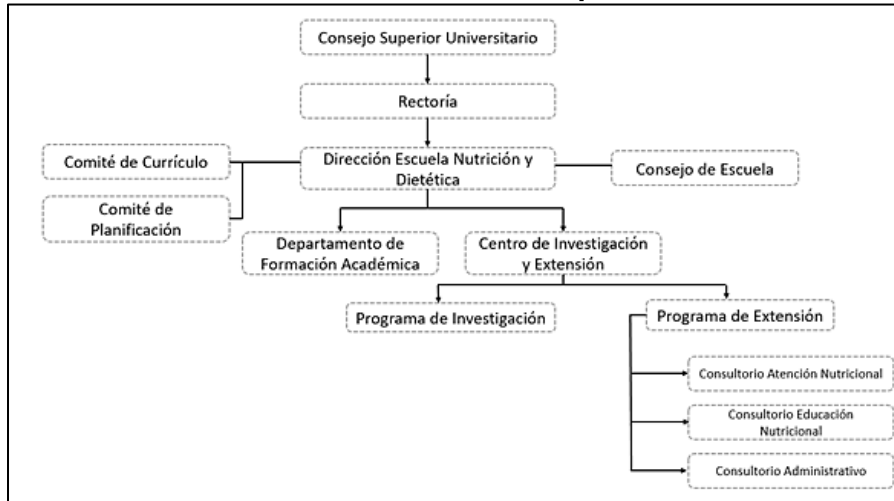 Consejo Superior Universitario
Rectoría
Dirección Escuela Nutrición y
Dietética
Comité de Currículo
Consejo de Escuela
Comité de
Planificación
Departamento de
Formación Académica
Centro de Investigación
y Extensión
Programa de Investigación
Programa de Extensión
Consultorio Atención Nutricional
Consultorio Educación
Nutricional
Consultorio Administrativo